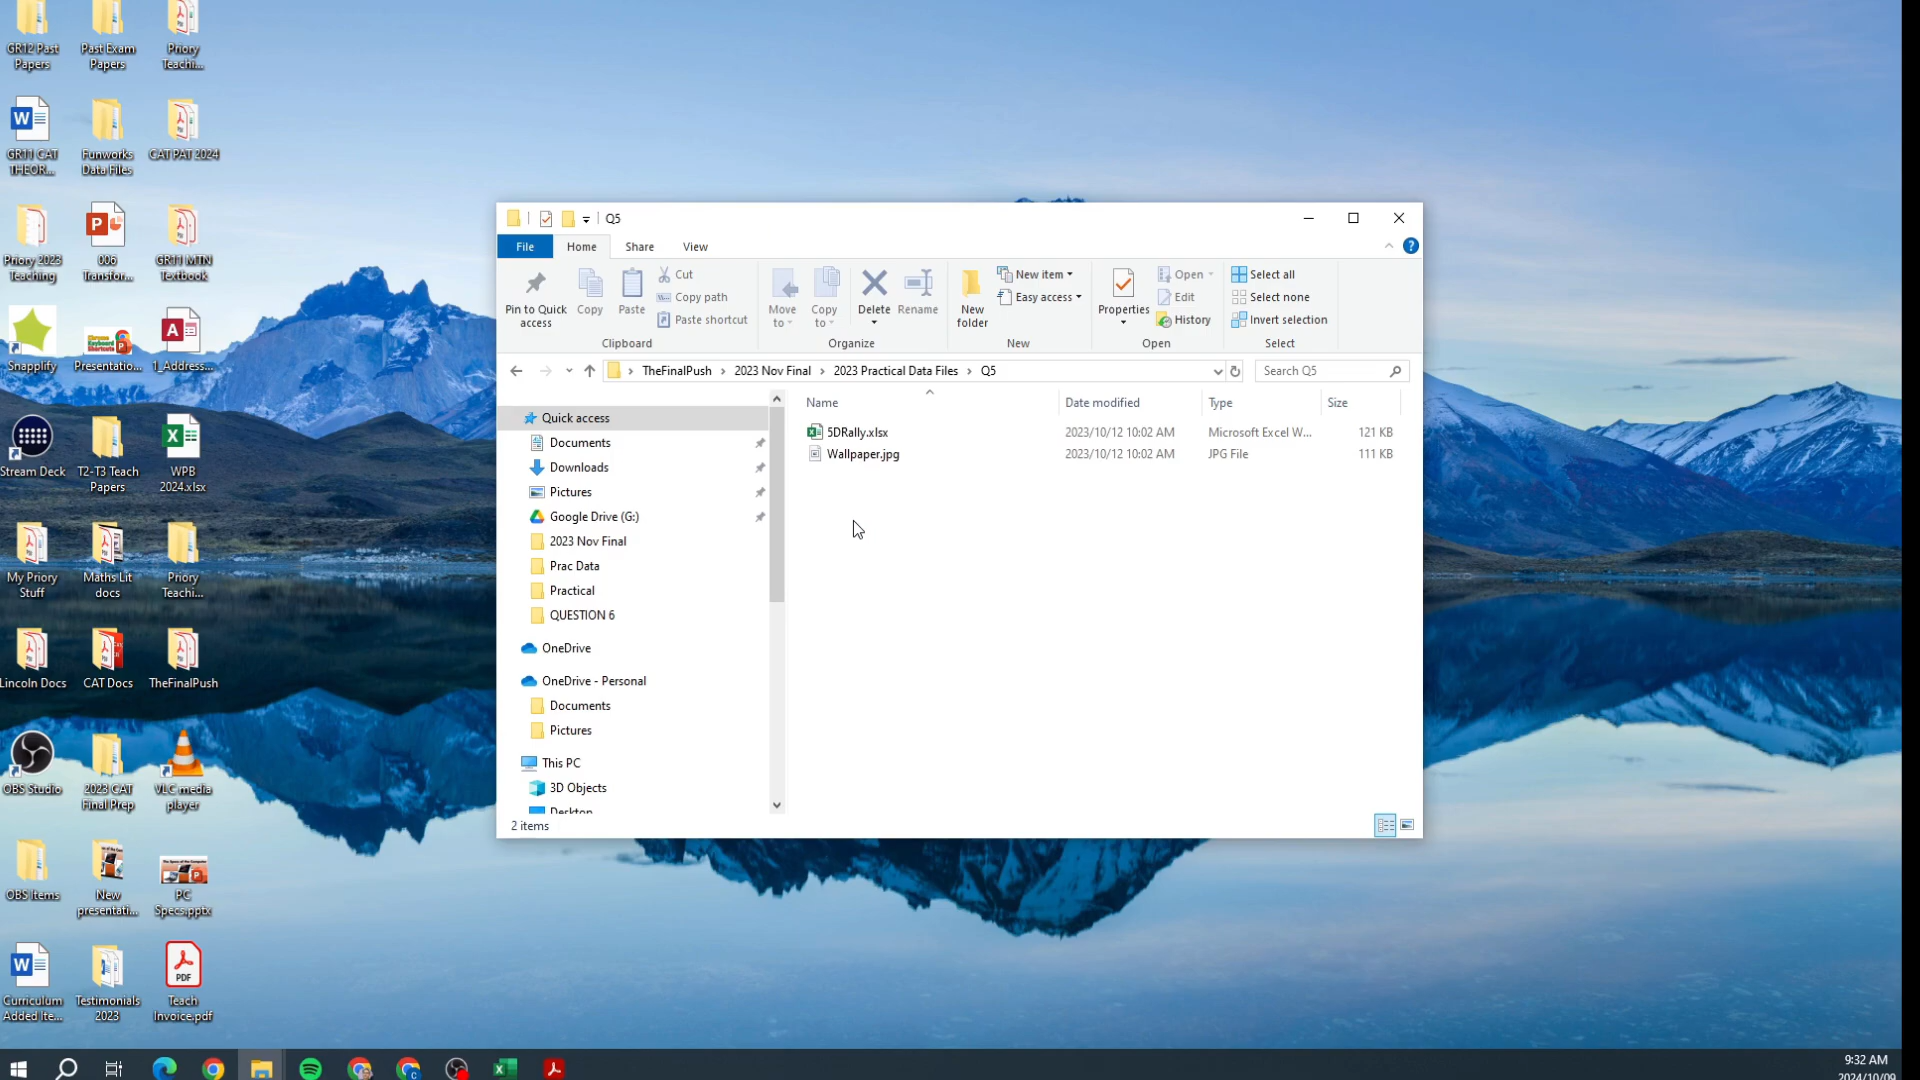 GR12 Past
Papers
Past Exam
Papers
Priory
Teachi...
GR11 CAT
THEOR...
Funworks
Data Files
CAT PAT 2024
Priory 2023
Teaching
006
Transfor...
GR11 MTN
Textbook
Snapplify
Presentatio...
1_Address...
Stream Deck
T2-T3 Teach
Papers
WPB
2024.xlsx
My Priory
Stuff
Maths Lit
docs
Priory
Teachi...
Lincoln Docs
CAT Docs
TheFinalPush
OBS Studio
2023 CAT
Final Prep
VLC media
player
OBS Items
New
presentati...
PC
Specs.pptx
Curriculum
Added Ite...
Testimonials
2023
PDF
Teach
Invoice.pdf
Q5
File Home Share View
Pin to Quick
access
Copy
Paste
Cut
Copy path
Paste shortcut
Clipboard
Move
to
Copy
to
Delete
Rename
Organize
New
folder
New item
Easy access
New
Properties
Open
Edit
History
Open
Select all
Select none
Invert selection
Select
TheFinalPush > 2023 Nov Final > 2023 Practical Data Files > Q5
Search Q5
Quick access
Documents
Downloads
Pictures
Google Drive (G:)
2023 Nov Final
Prac Data
Practical
QUESTION 6
OneDrive
OneDrive - Personal
Documents
Pictures
This PC
3D Objects
Desktop
Name Date modified Type Size
5DRally.xlsx 2023/10/12 10:02 AM Microsoft Excel W... 121 KB
Wallpaper.jpg 2023/10/12 10:02 AM JPG File 111 KB
2 items
9:32 AM
2024/10/09